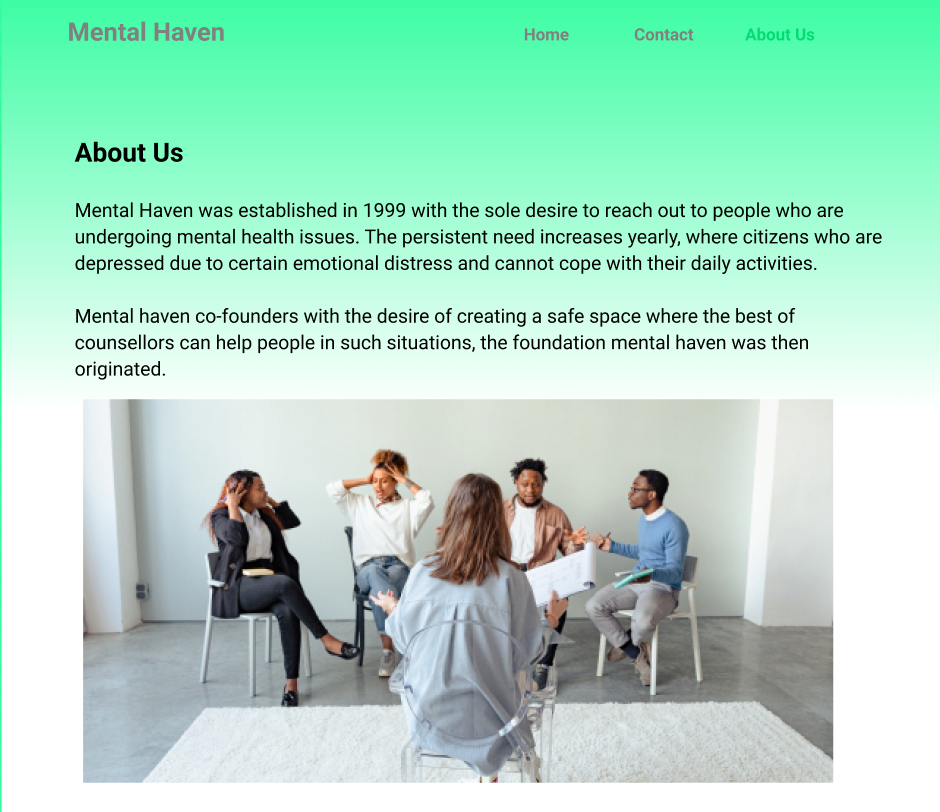 Mental Haven
Home Contact About Us
About Us
Mental Haven was established in 1999 with the sole desire to reach out to people who are
undergoing mental health issues. The persistent need increases yearly, where citizens who are
depressed due to certain emotional distress and cannot cope with their daily activities.
Mental haven co-founders with the desire of creating a safe space where the best of
counsellors can help people in such situations, the foundation mental haven was then
originated.